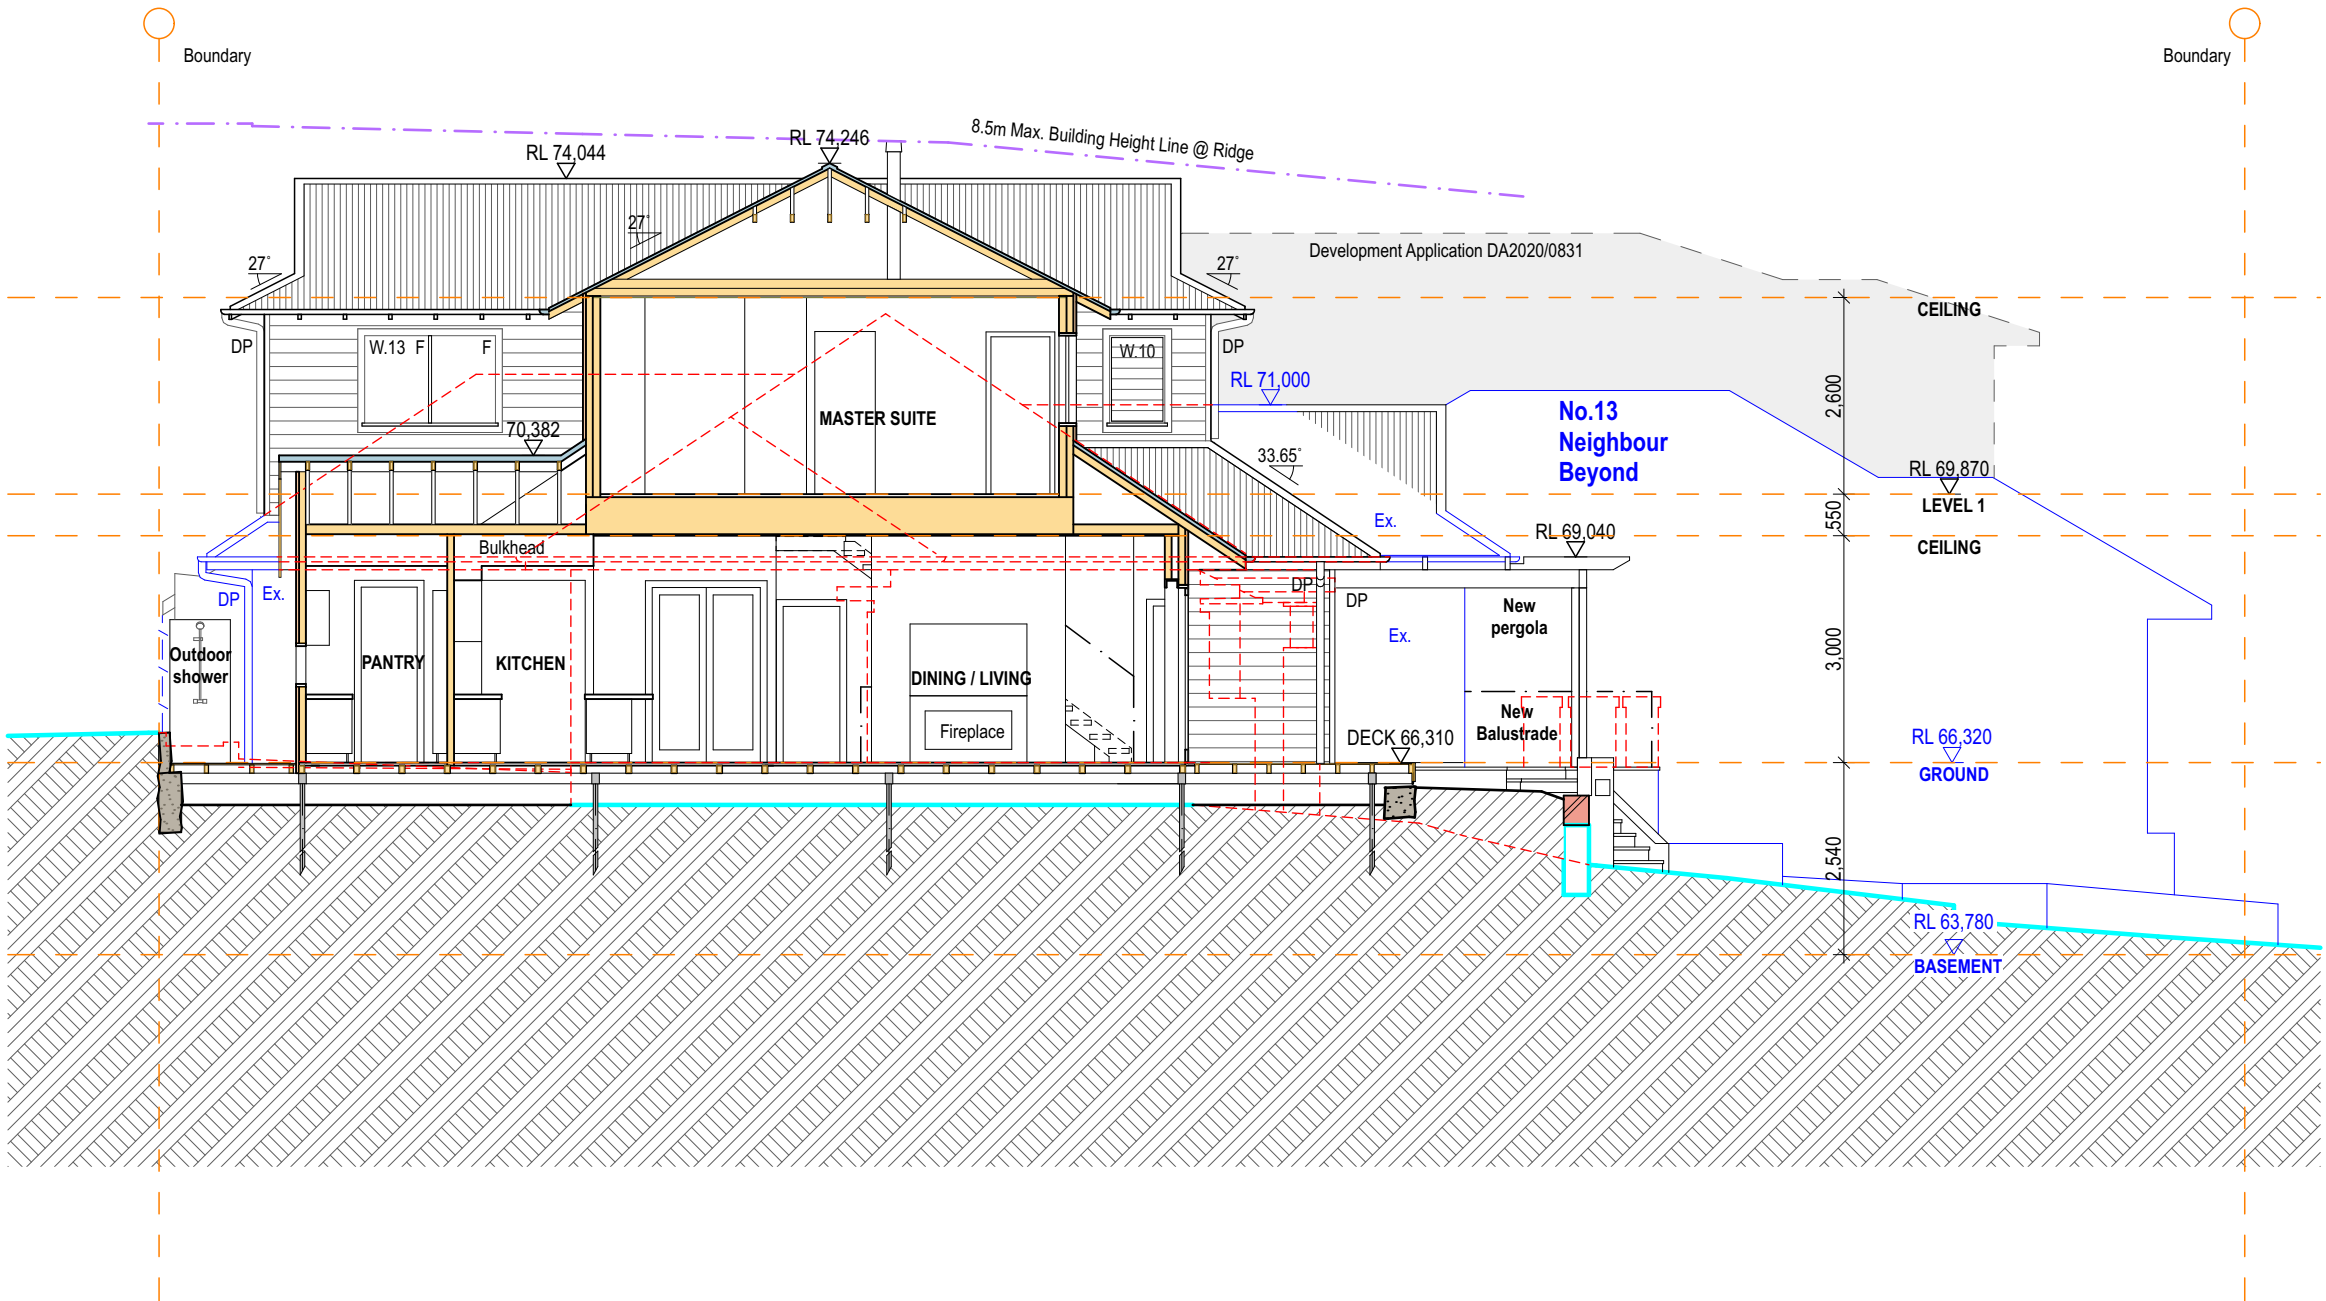 Boundary
Boundary
8.5m Max. Building Height Line @ Ridge
RL 74,246
RL 74,044
27°
Development Application DA2020/0831
27°
27°
CEILING
DP
W.13 F
F
W.10
DP
RL 71,000
2,600
MASTER SUITE
No.13
Neighbour
Beyond
70,382
33.65°
RL 69,870
LEVEL 1
550
Ex.
RL 69,040
CEILING
Bulkhead
DP
Ex.
DP
DP
New
pergola
Ex.
3,000
Outdoor
shower
PANTRY
KITCHEN
DINING / LIVING
New
Balustrade
Fireplace
DECK 66,310
RL 66,320
GROUND
2,540
RL 63,780
BASEMENT